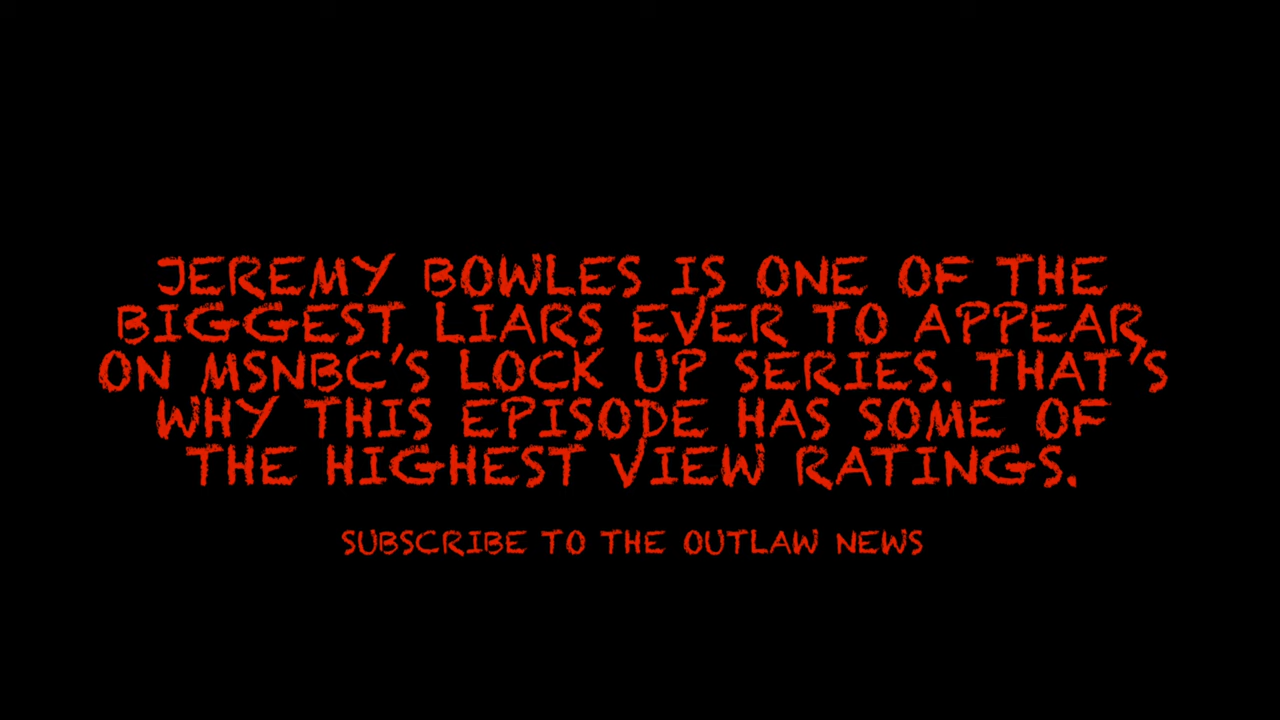 JEREMY BOWLES IS ONE OF THE
BIGGEST LIARS EVER TO APPEAR
ON MSNBC'S LOCK UP SERIES. THAT'S
WHY THIS EPISODE HAS SOME OF
THE HIGHEST VIEW RATINGS.
SUBSCRIBE TO THE OUTLAW NEWS